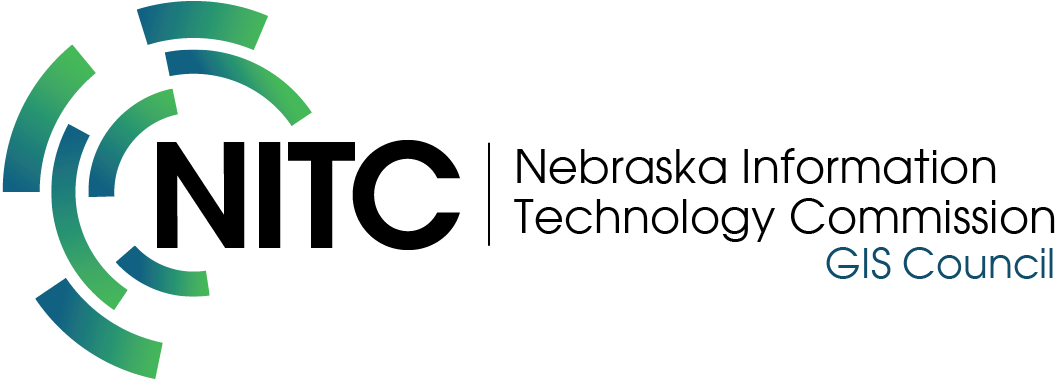 NITC
Nebraska Information
Technology Commission
GIS Council